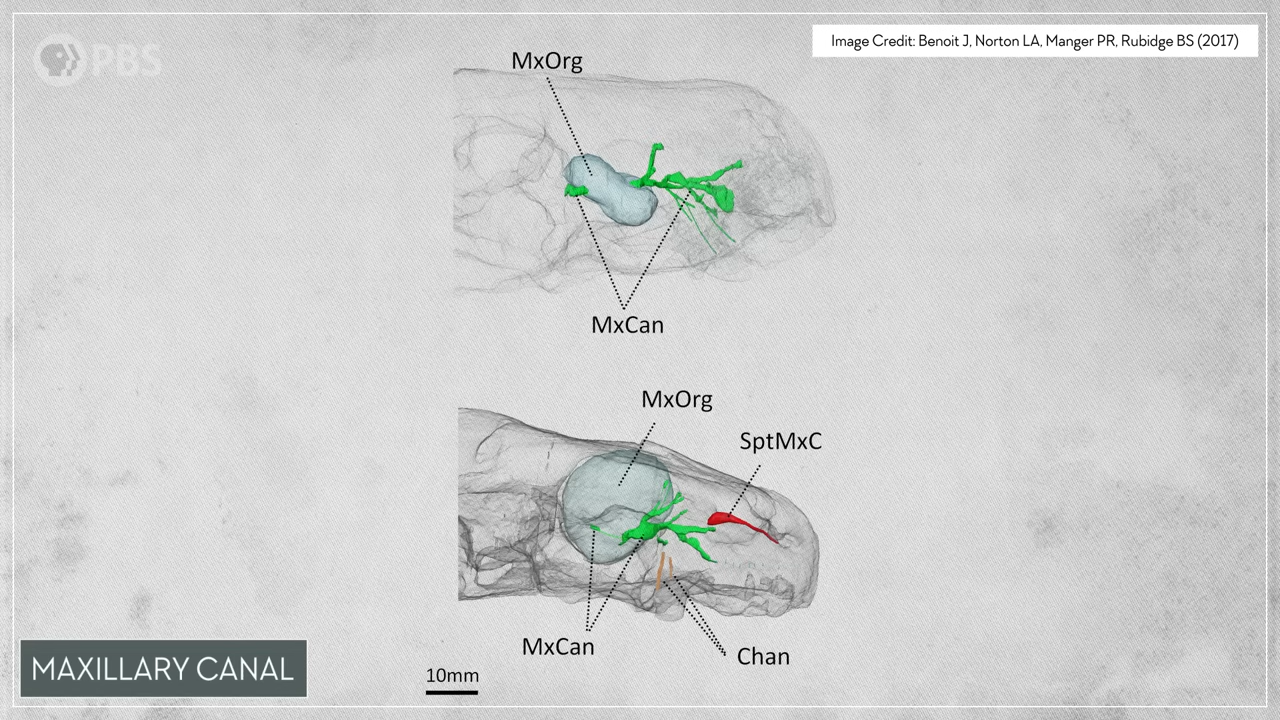 PBS
Image Credit: Benoit J, Norton LA, Manger PR, Rubidge BS (2017)
MxOrg
MxCan
MxOrg
SptMxC
MxCan
Chan
10mm
MAXILLARY CANAL